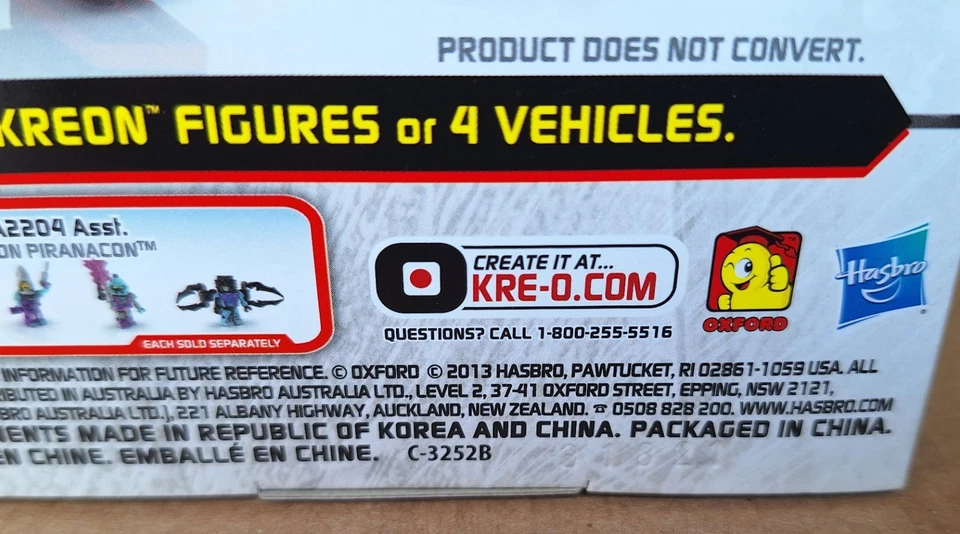 PRODUCT DOES NOT CONVERT.
KREON™ FIGURES or 4 VEHICLES.
A2204 Asst.
ON PIRANACON™
EACH SOLD SEPARATELY
CREATE IT AT...
KRE-O.COM
QUESTIONS? CALL 1-800-255-5516
™
OXFORD
Hasbro®
INFORMATION FOR FUTURE REFERENCE. © OXFORD © 2013 HASBRO, PAWTUCKET, RI 02861-1059 USA. ALL
RIBUTED IN AUSTRALIA BY HASBRO AUSTRALIA LTD., LEVEL 2, 37-41 OXFORD STREET, EPPING, NSW 2121,
BRO AUSTRALIA LTD.), 221 ALBANY HIGHWAY, AUCKLAND, NEW ZEALAND. ☎ 0508 828 200. WWW.HASBRO.COM
ENTS MADE IN REPUBLIC OF KOREA AND CHINA. PACKAGED IN CHINA.
EN CHINE. EMBALLÉ EN CHINE. C-3252B